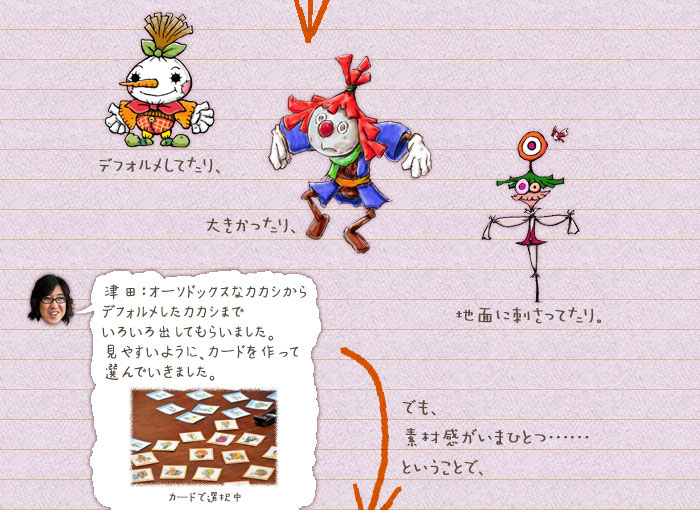 デフォルメしてたり、
大きかったり、
地面に刺さってたり。
津田：オーソドックスなカカシから
デフォルメしたカカシまで
いろいろ出してもらいました。
見やすいように、カードを作って
選んでいきました。
カードで選択中
でも、
素材感がいまひとつ……
ということで、